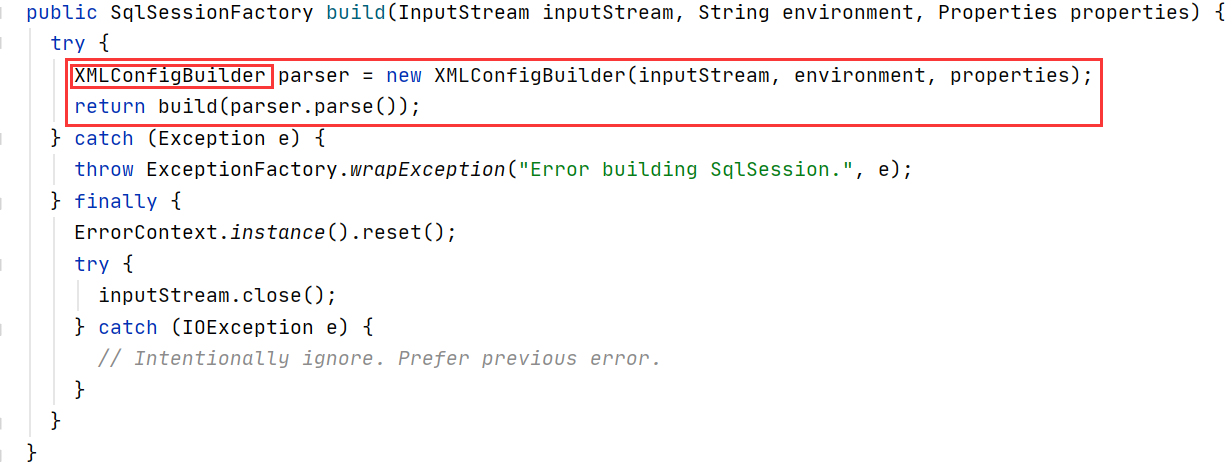 public SqlSessionFactory build(InputStream inputStream, String environment, Properties properties) {
try {
XMLConfigBuilder parser = new XMLConfigBuilder(inputStream, environment, properties);
return build(parser.parse());
} catch (Exception e) {
throw ExceptionFactory.wrapException("Error building SqlSession.", e);
} finally {
ErrorContext.instance().reset();
try {
inputStream.close();
} catch (IOException e) {
// Intentionally ignore. Prefer previous error.
}
}
}